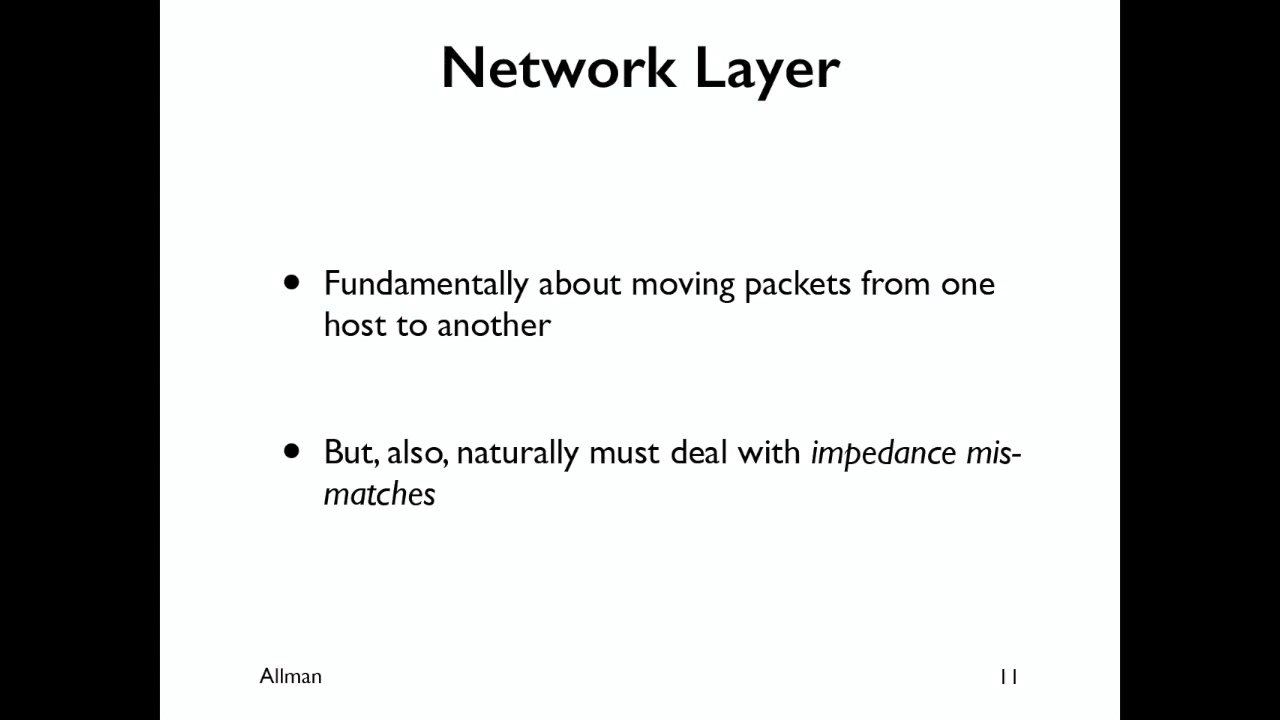 Network Layer
• Fundamentally about moving packets from one
host to another
• But, also, naturally must deal with impedance mis-
matches
Allman
11